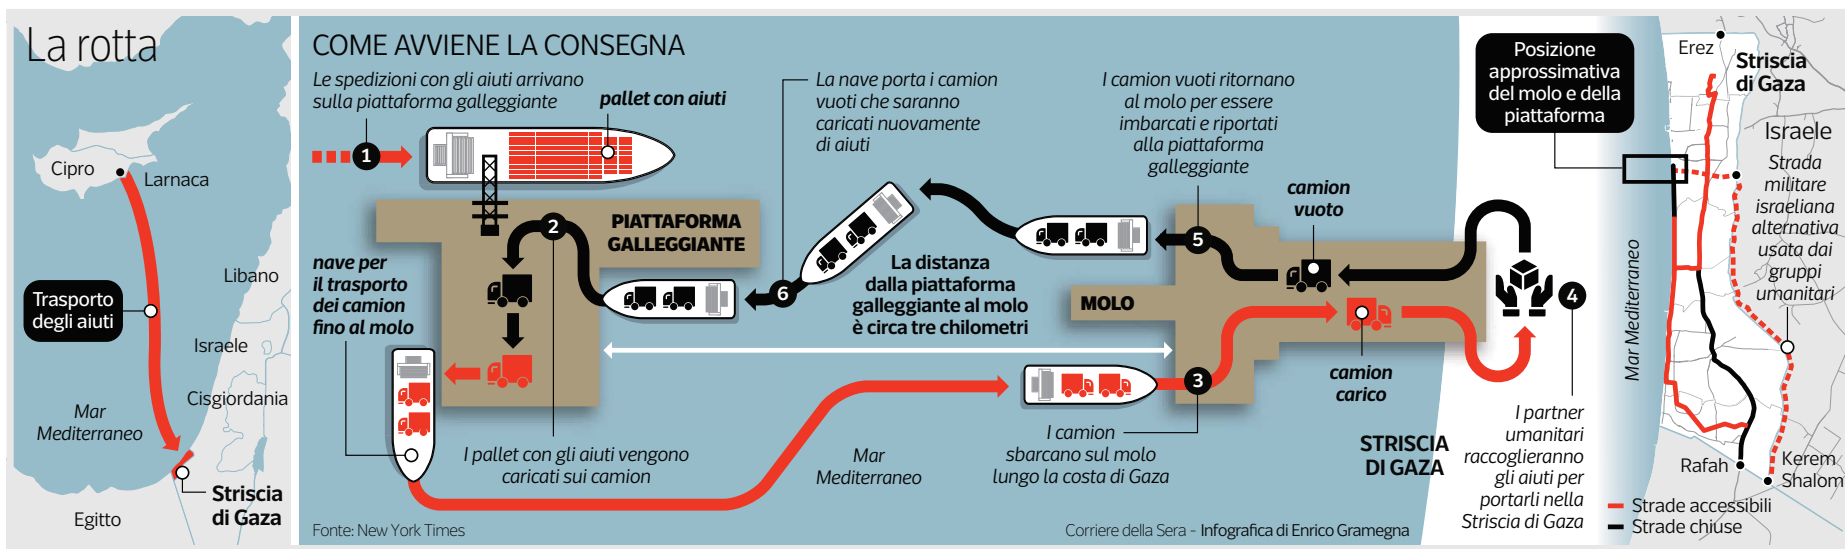 La rotta
Cipro
Larnaca
Trasporto
degli aiuti
Libano
Israele
Cisgiordania
Mar
Mediterraneo
Striscia
di Gaza
Egitto
COME AVVIENE LA CONSEGNA
Le spedizioni con gli aiuti arrivano
sulla piattaforma galleggiante
pallet con aiuti
1
La nave porta i camion
vuoti che saranno
caricati nuovamente
di aiuti
I camion vuoti ritornano
al molo per essere
imbarcati e riportati
alla piattaforma
galleggiante
PIATTAFORMA
GALLEGGIANTE
2
nave per
il trasporto
dei camion
fino al molo
6
La distanza
dalla piattaforma
galleggiante al molo
è circa tre chilometri
5
camion
vuoto
MOLO
4
3
camion
carico
I pallet con gli aiuti vengono
caricati sui camion
Mar
Mediterraneo
I camion
sbarcano sul molo
lungo la costa di Gaza
STRISCIA
DI GAZA
I partner
umanitari
raccoglieranno
gli aiuti per
portarli nella
Striscia di Gaza
Fonte: New York Times
Corriere della Sera - Infografica di Enrico Gramegna
Posizione
approssimativa
del molo e della
piattaforma
Erez
Striscia
di Gaza
Israele
Strada
militare
israeliana
alternativa
usata dai
gruppi
umanitari
Mar Mediterraneo
Rafah
Kerem
Shalom
Strade accessibili
Strade chiuse